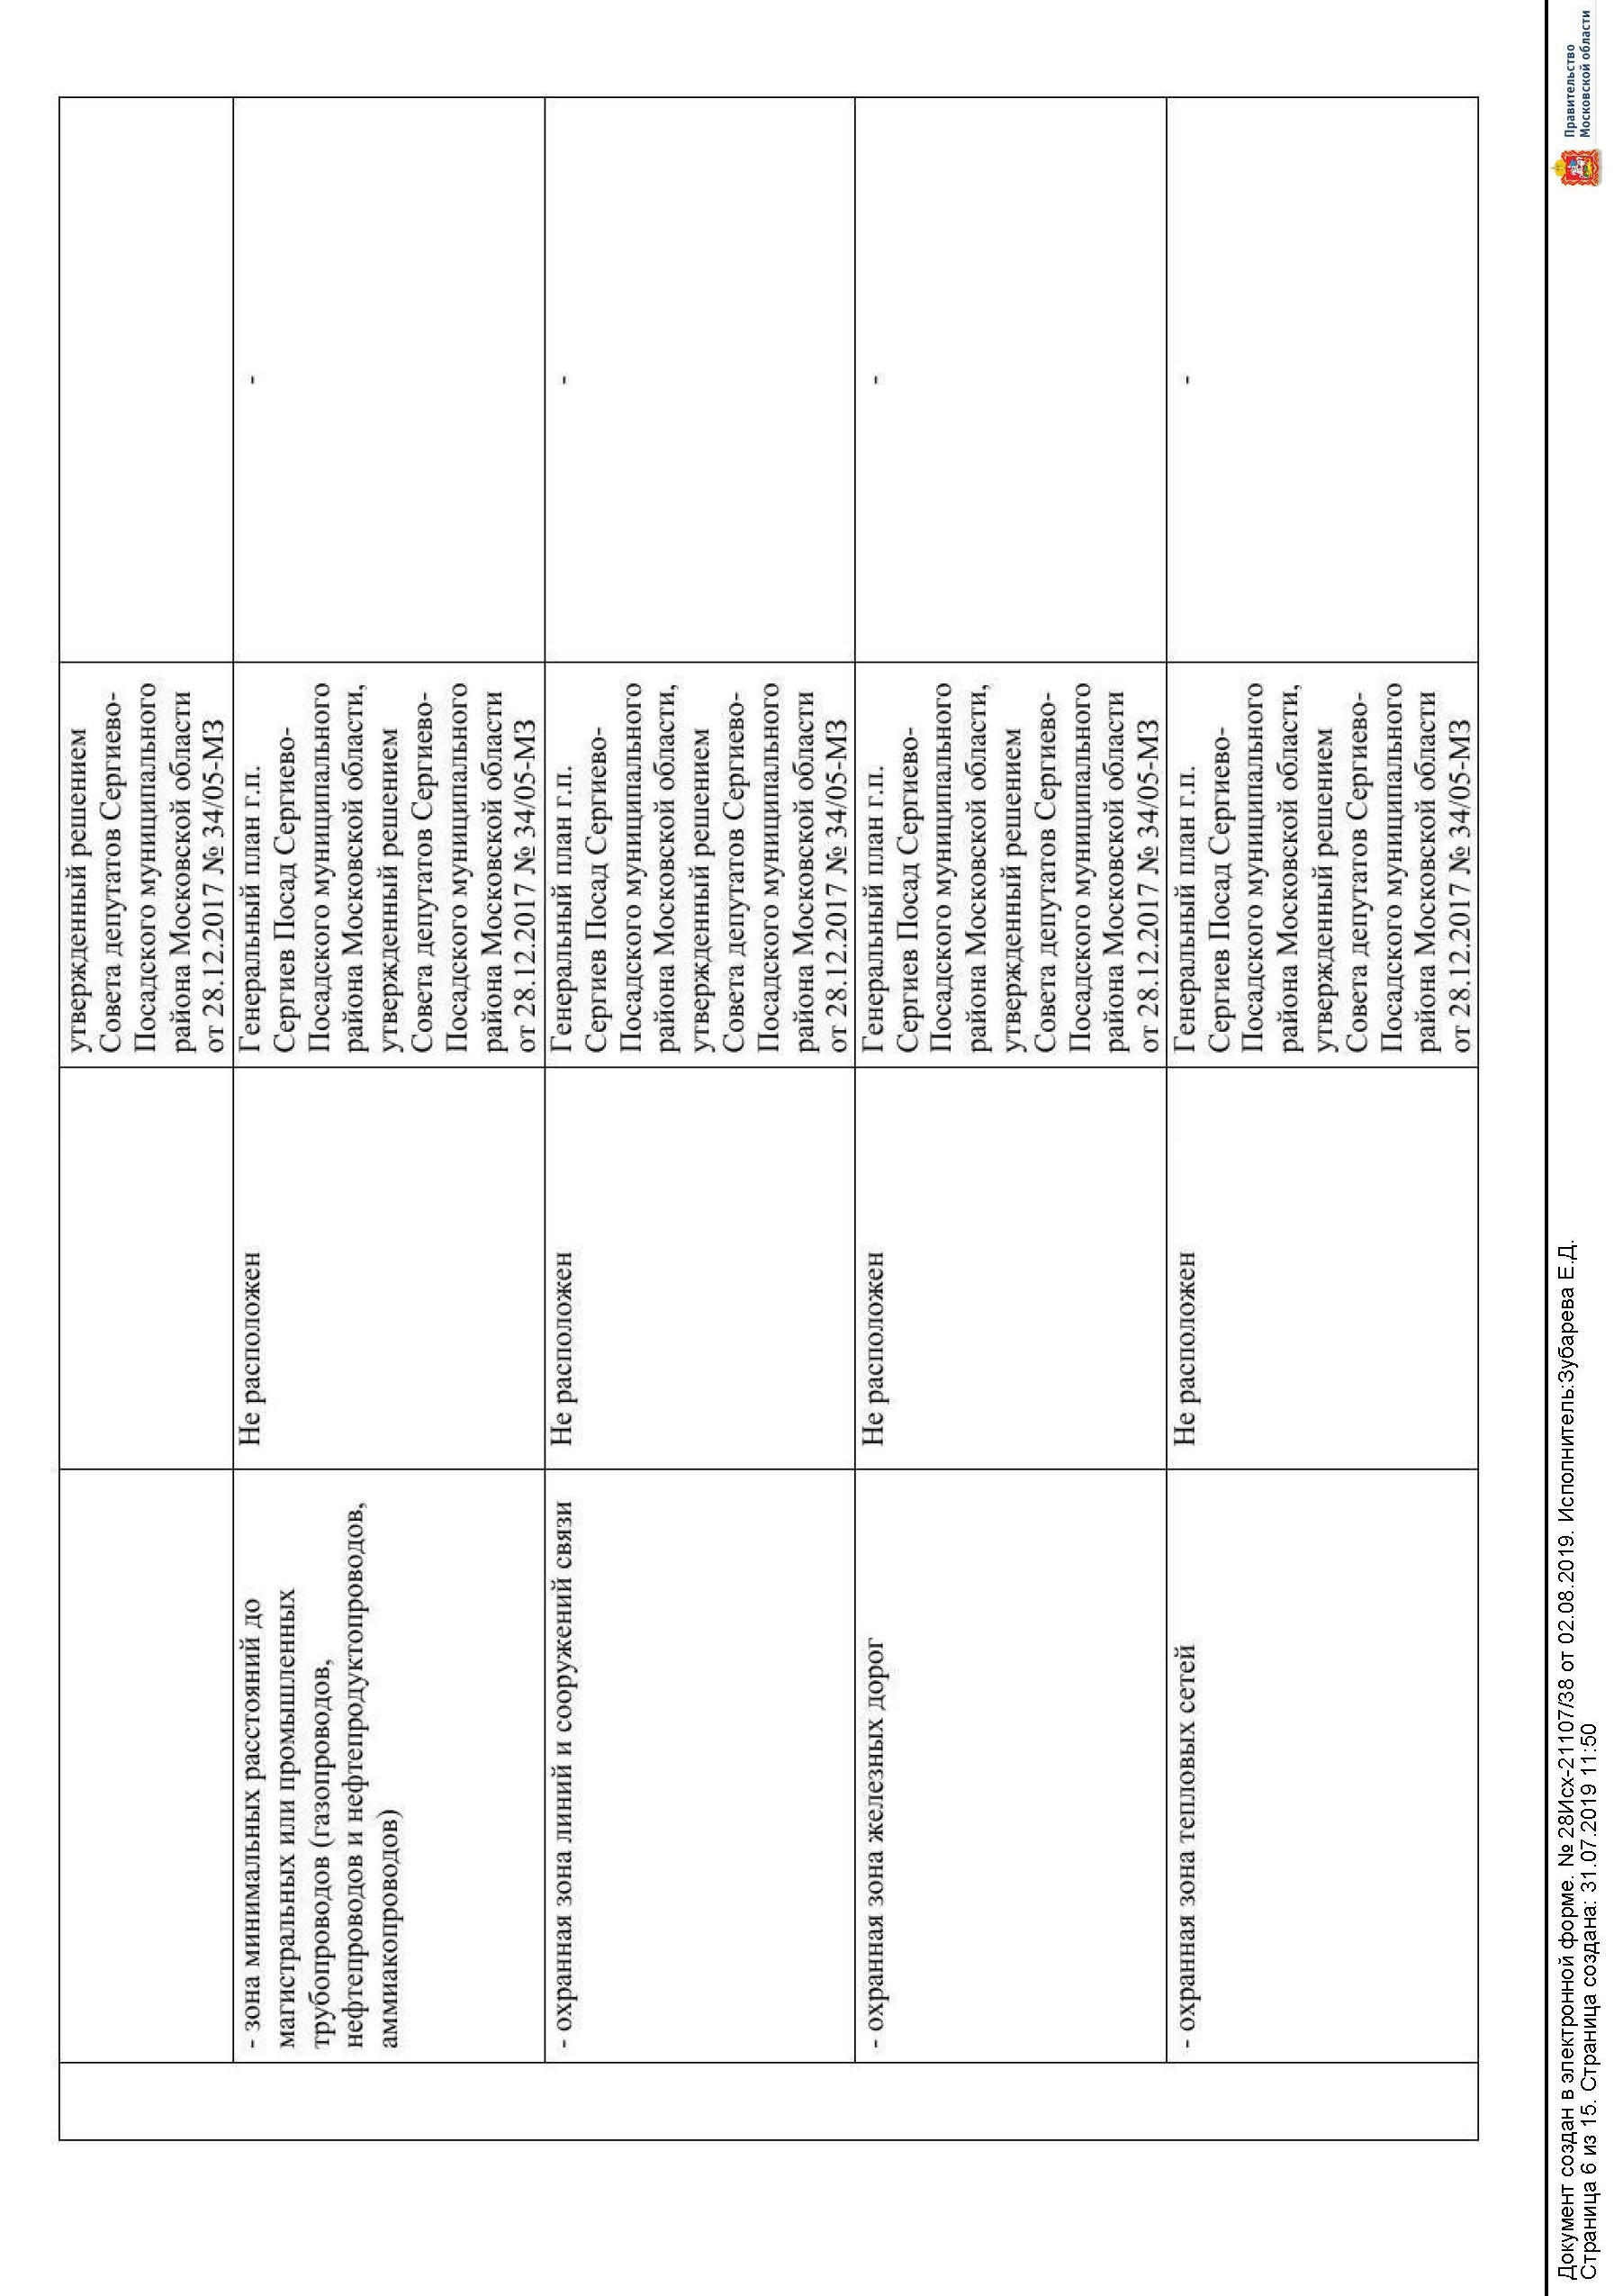 утвержденный решением
Совета депутатов Сергиево-
Посадского муниципального
района Московской области
от 28.12.2017 № 34/05-МЗ
- зона минимальных расстояний до
магистральных или промышленных
трубопроводов (газопроводов,
нефтепроводов и нефтепродуктопроводов,
аммиакопроводов)
Не расположен
Генеральный план г.п.
Сергиев Посад Сергиево-
Посадского муниципального
района Московской области,
утвержденный решением
Совета депутатов Сергиево-
Посадского муниципального
района Московской области
от 28.12.2017 № 34/05-МЗ
-
- охранная зона линий и сооружений связи
Не расположен
Генеральный план г.п.
Сергиев Посад Сергиево-
Посадского муниципального
района Московской области,
утвержденный решением
Совета депутатов Сергиево-
Посадского муниципального
района Московской области
от 28.12.2017 № 34/05-МЗ
-
- охранная зона железных дорог
Не расположен
Генеральный план г.п.
Сергиев Посад Сергиево-
Посадского муниципального
района Московской области,
утвержденный решением
Совета депутатов Сергиево-
Посадского муниципального
района Московской области
от 28.12.2017 № 34/05-МЗ
-
- охранная зона тепловых сетей
Не расположен
Генеральный план г.п.
Сергиев Посад Сергиево-
Посадского муниципального
района Московской области,
утвержденный решением
Совета депутатов Сергиево-
Посадского муниципального
района Московской области
от 28.12.2017 № 34/05-МЗ
-
Документ создан в электронной форме. № 28Исх-21107/38 от 02.08.2019. Исполнитель:Зубарева Е.Д.
Страница 6 из 15. Страница создана: 31.07.2019 11:50
Правительство
Московской области